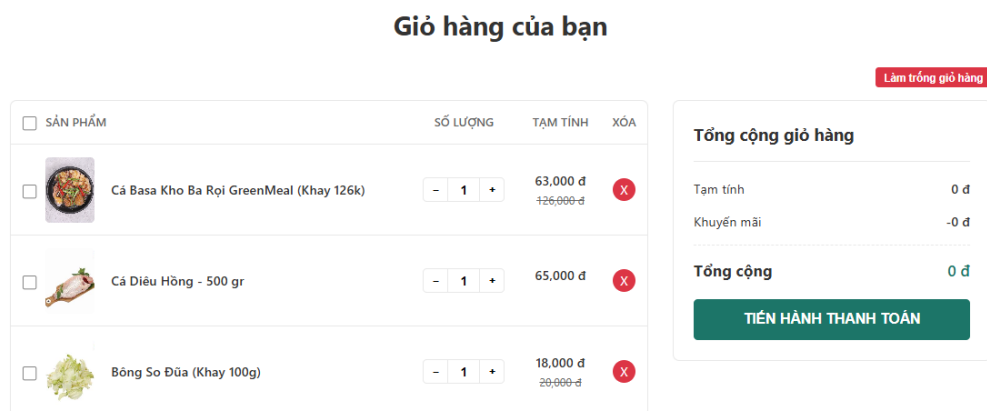 Giỏ hàng của bạn
Làm trống giỏ hàng
SẢN PHẨM SỐ LƯỢNG TẠM TÍNH XÓA
Cá Basa Kho Ba Rọi GreenMeal (Khay 126k) - 1 + 63,000 đ X
126,000 đ
Cá Diêu Hồng - 500 gr - 1 + 65,000 đ X
Bông So Đũa (Khay 100g) - 1 + 18,000 đ X
20,000 đ
Tổng cộng giỏ hàng
Tạm tính 0 đ
Khuyến mãi -0 đ
Tổng cộng 0 đ
TIẾN HÀNH THANH TOÁN